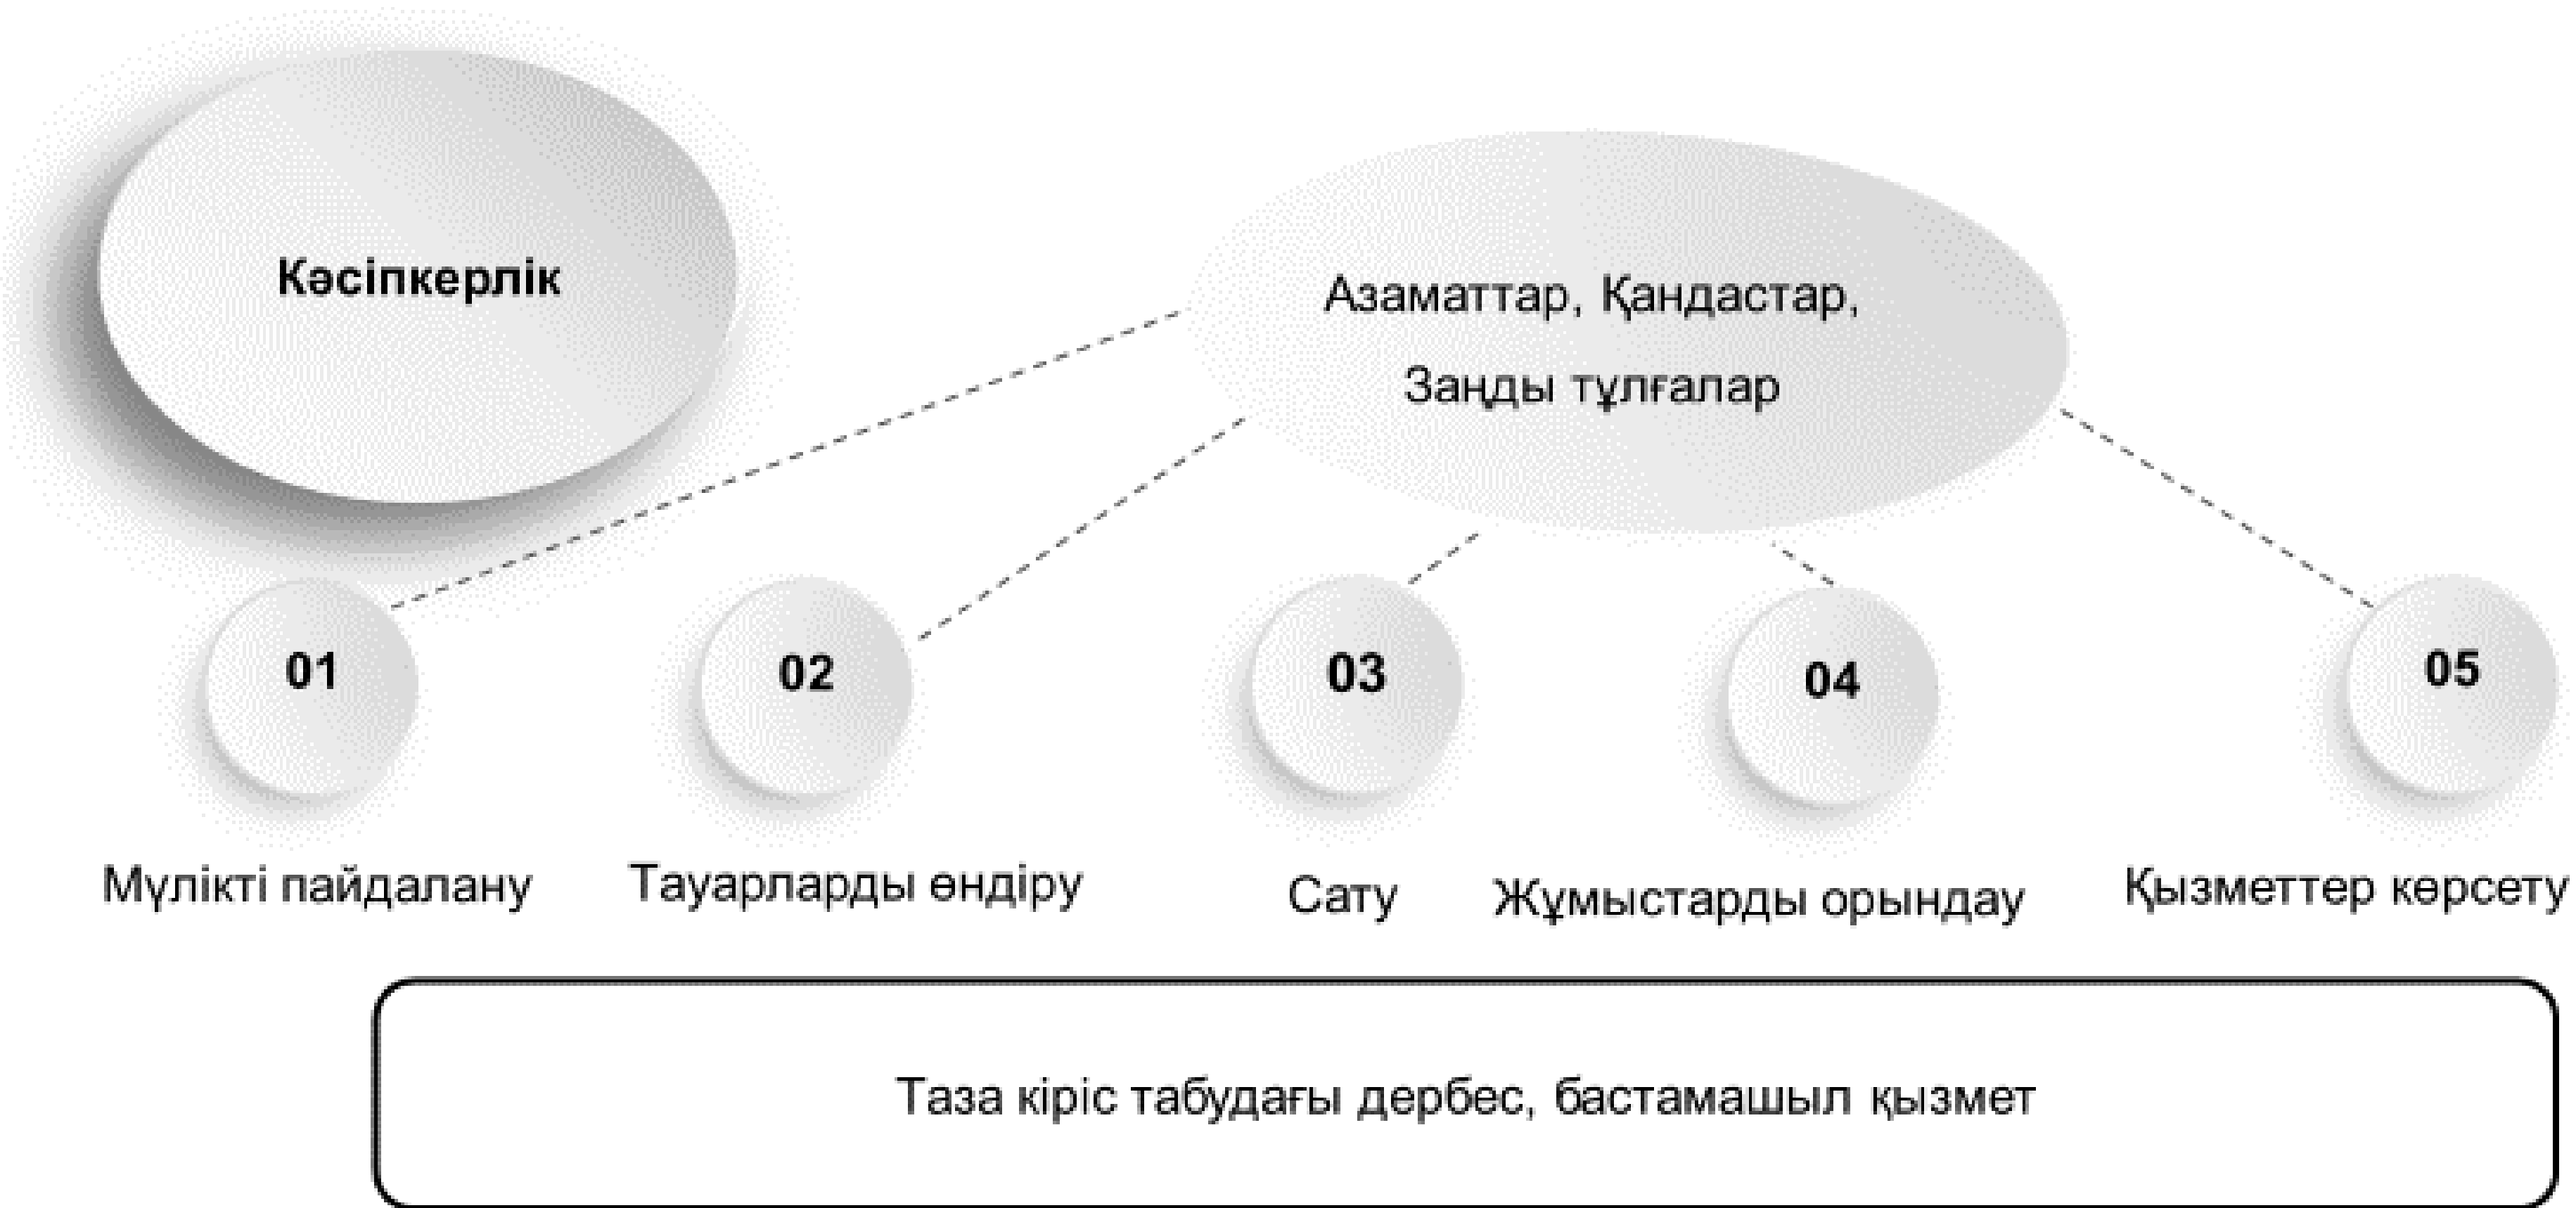 Кәсіпкерлік
Азаматтар, Қандастар,
Заңды тұлғалар
01
02
03
04
05
Мүлікті пайдалану
Тауарларды өндіру
Сату
Жұмыстарды орындау
Қызметтер көрсету
Таза кіріс табудағы дербес, бастамашыл қызмет